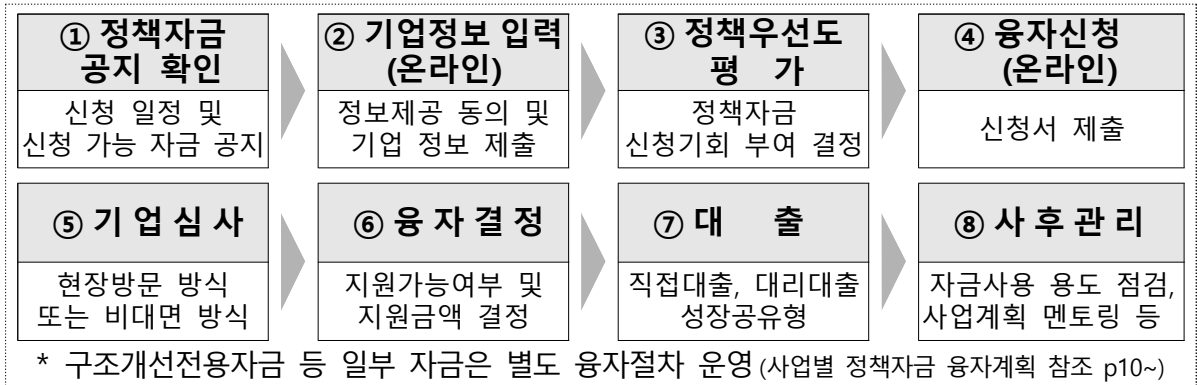 ① 정책자금
공지 확인
신청 일정 및
신청 가능 자금 공지
② 기업정보 입력
(온라인)
정보제공 동의 및
기업 정보 제출
③ 정책우선도
평 가
정책자금
신청기회 부여 결정
④ 융자신청
(온라인)
신청서 제출
⑤ 기 업 심 사
현장방문 방식
또는 비대면 방식
⑥ 융 자 결 정
지원가능여부 및
지원금액 결정
⑦ 대 출
직접대출, 대리대출
성장공유형
⑧ 사 후 관 리
자금사용 용도 점검,
사업계획 멘토링 등
* 구조개선전용자금 등 일부 자금은 별도 융자절차 운영 (사업별 정책자금 융자계획 참조 p10~)